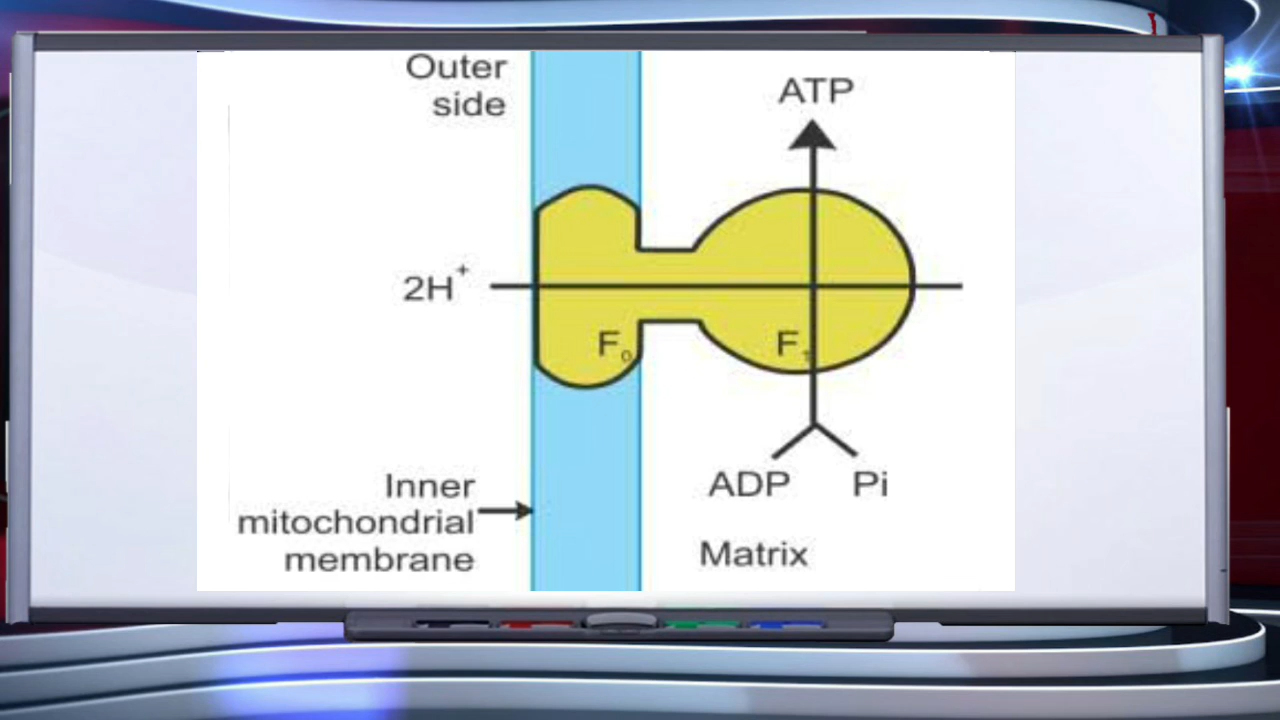 Outer
side
ATP
2H⁺
F₀
F₁
Inner
mitochondrial
membrane
ADP
Pi
Matrix